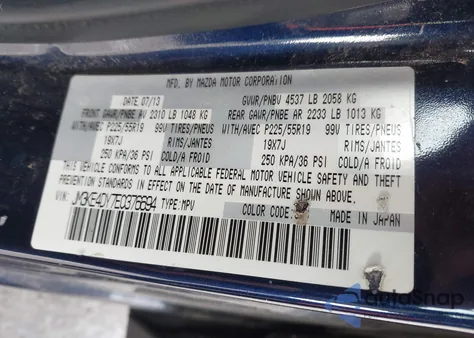 MFD. BY MAZDA MOTOR CORPORATION
DATE: 07/13 GVWR/PNBV 4537 LB 2058 KG
FRONT GAWR/PNBE AV 2310 LB 1048 KG REAR GAWR/PNBE AR 2233 LB 1013 KG
WITH/AVEC P225/55R19 99V TIRES/PNEUS WITH/AVEC P225/55R19 99V TIRES/PNEUS
19X7J RIMS/JANTES 19X7J RIMS/JANTES
250 KPA/36 PSI COLD/FROID 250 KPA/36 PSI COLD/FROID
THIS VEHICLE CONFORMS TO ALL APPLICABLE FEDERAL MOTOR VEHICLE SAFETY AND THEFT
PREVENTION STANDARDS IN EFFECT ON THE DATE OF MANUFACTURE SHOWN ABOVE.
VIN: JM3KE4DY7E0376694 TYPE: MPV COLOR CODE: MADE IN JAPAN
AutoSnap